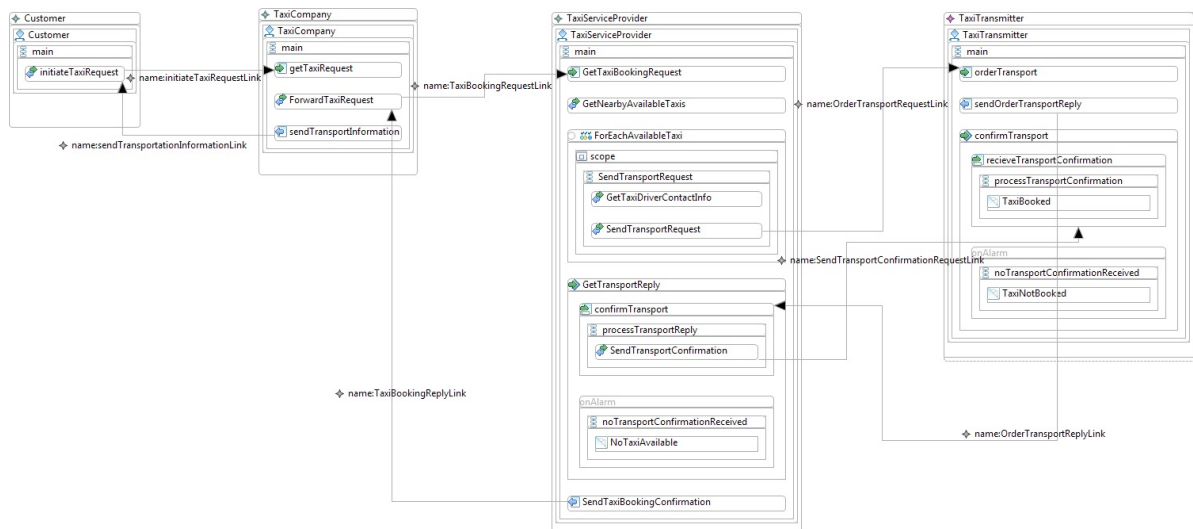 Customer
Customer
main
initiateTaxiRequest
name:initiateTaxiRequestLink
name:sendTransportationInformationLink
TaxiCompany
TaxiCompany
main
getTaxiRequest
ForwardTaxiRequest
sendTransportInformation
name:TaxiBookingRequestLink
name:TaxiBookingReplyLink
TaxiServiceProvider
TaxiServiceProvider
main
GetTaxiBookingRequest
GetNearbyAvailableTaxis
ForEachAvailableTaxi
scope
SendTransportRequest
GetTaxiDriverContactInfo
SendTransportRequest
GetTransportReply
confirmTransport
processTransportReply
SendTransportConfirmation
onAlarm
noTransportConfirmationReceived
NoTaxiAvailable
SendTaxiBookingConfirmation
name:OrderTransportRequestLink
name:SendTransportConfirmationRequestLink
name:OrderTransportReplyLink
TaxiTransmitter
TaxiTransmitter
main
orderTransport
sendOrderTransportReply
confirmTransport
recieveTransportConfirmation
processTransportConfirmation
TaxiBooked
onAlarm
noTransportConfirmationReceived
TaxiNotBooked